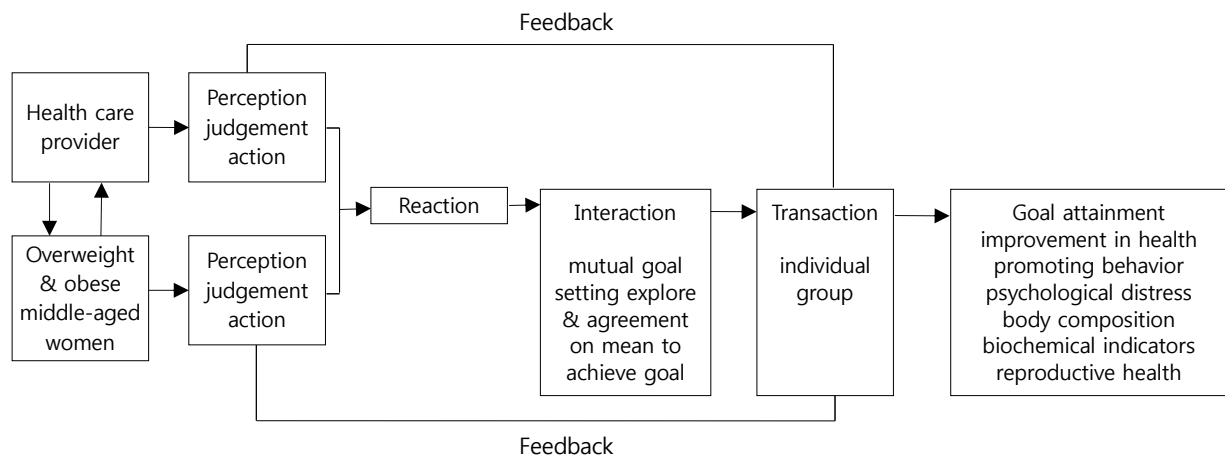 Feedback
Health care
provider
Perception
judgement
action
Overweight
& obese
middle-aged
women
Perception
judgement
action
Reaction
Interaction
mutual goal
setting explore
& agreement
on mean to
achieve goal
Transaction
individual
group
Goal attainment
improvement in health
promoting behavior
psychological distress
body composition
biochemical indicators
reproductive health
Feedback